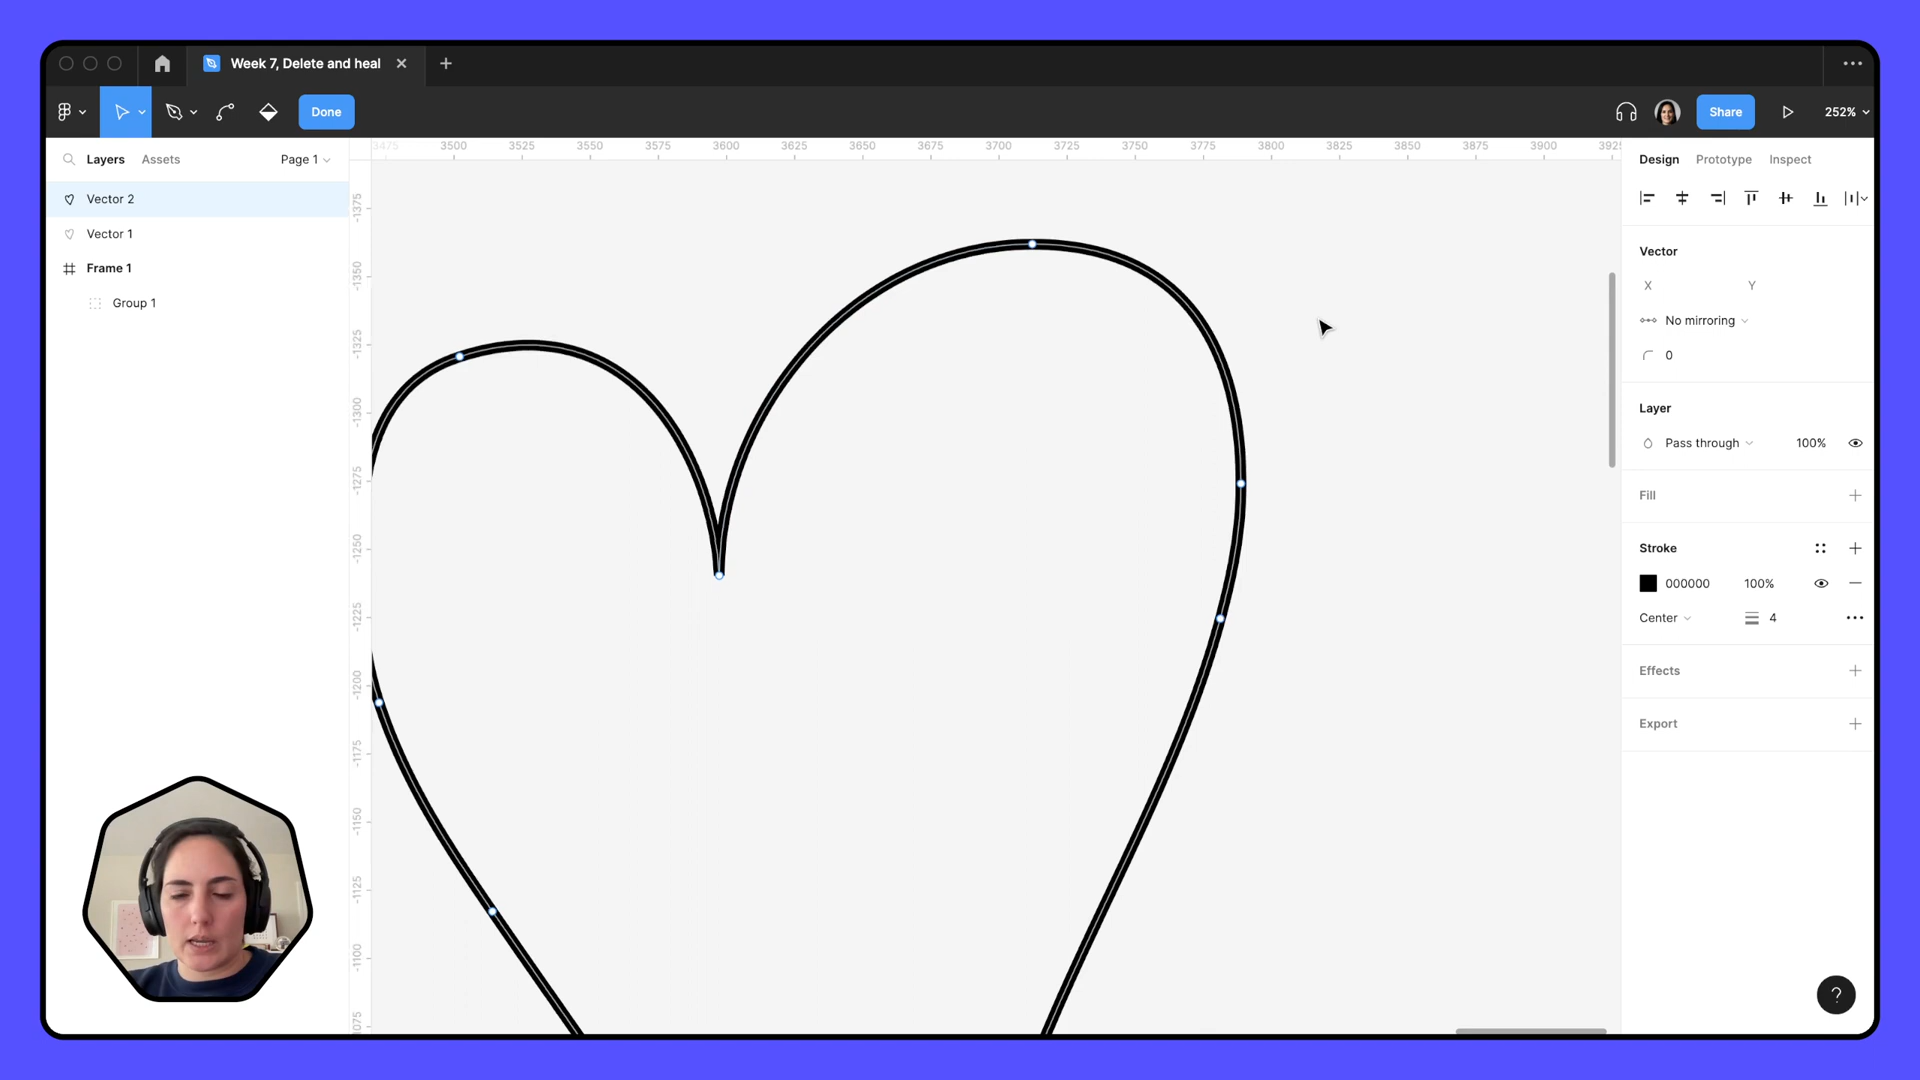 Week 7, Delete and heal
Done
Share
252%
Layers
Assets
Page 1
3475 3500 3525 3550 3575 3600 3625 3650 3675 3700 3725 3750 3775 3800 3825 3850 3875 3900
Design
Prototype
Inspect
Vector 2
Vector 1
Frame 1
Group 1
-1375
-1350
-1325
-1300
-1275
-1250
-1225
-1200
-1175
-1150
-1125
-1100
Vector
X
Y
No mirroring
0
Layer
Pass through
100%
Fill
Stroke
000000
100%
Center
4
Effects
Export
?